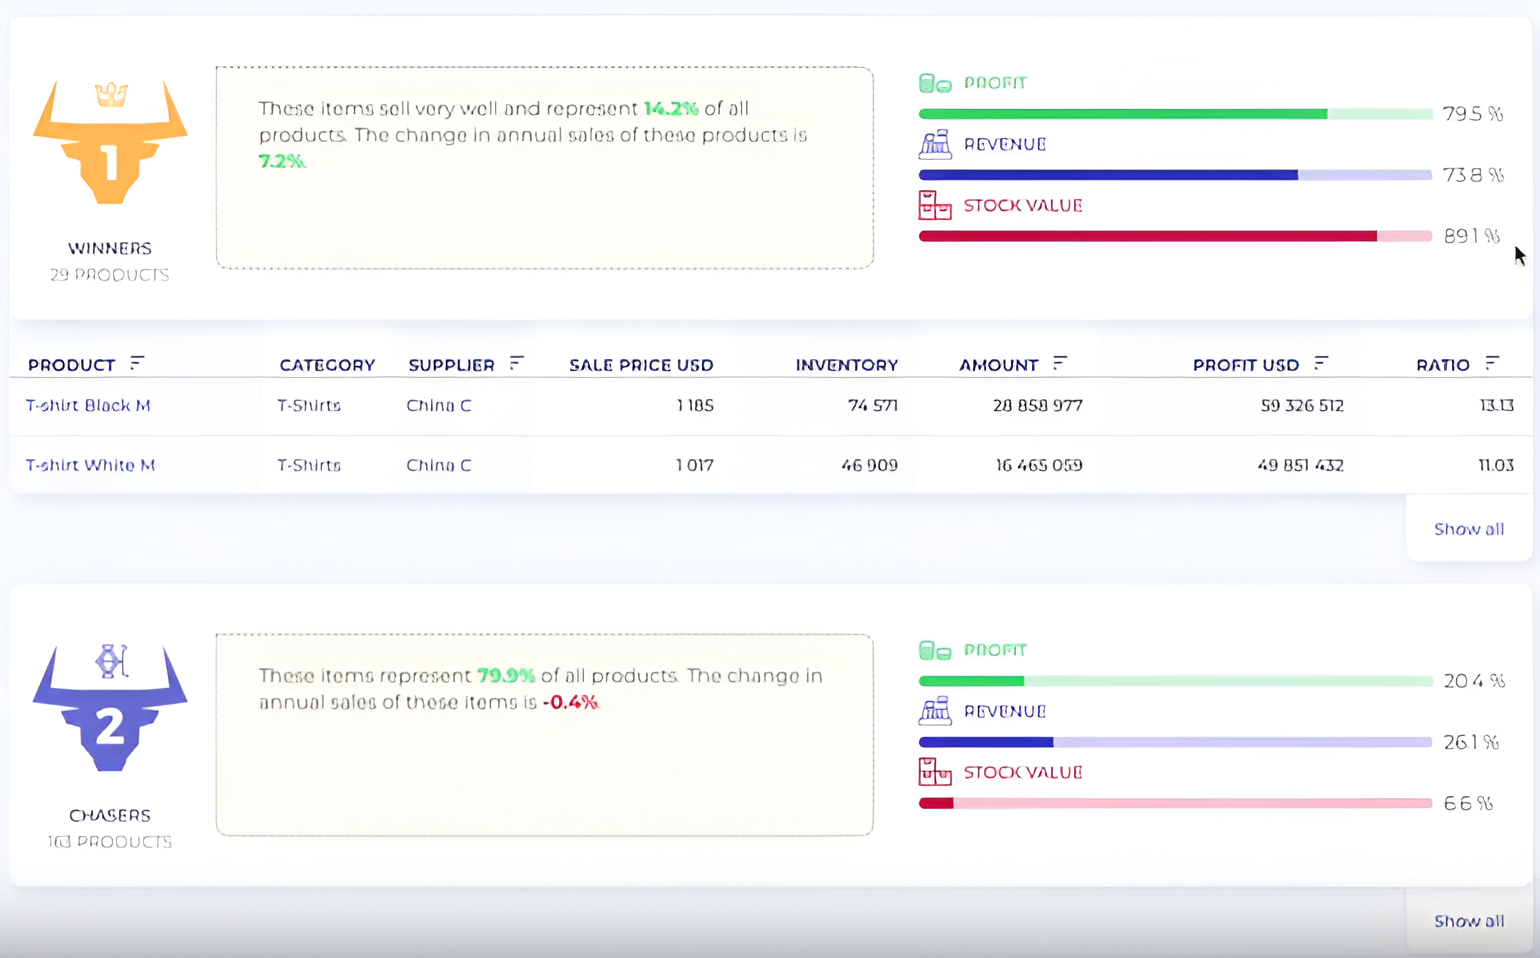 1
WINNERS
29 PRODUCTS
These items sell very well and represent 14.2% of all
products. The change in annual sales of these products is
7.2%.
PROFIT
79.5 %
REVENUE
73.8 %
STOCK VALUE
89.1 %
PRODUCT CATEGORY SUPPLIER SALE PRICE USD INVENTORY AMOUNT PROFIT USD RATIO
T-shirt Black M T-Shirts China C 1 185 74 571 28 858 977 59 326 512 13.13
T-shirt White M T-Shirts China C 1 017 46 909 16 465 059 49 851 432 11.03
Show all
2
CHASERS
163 PRODUCTS
These items represent 79.9% of all products. The change in
annual sales of these items is -0.4%.
PROFIT
20.4 %
REVENUE
26.1 %
STOCK VALUE
6.6 %
Show all